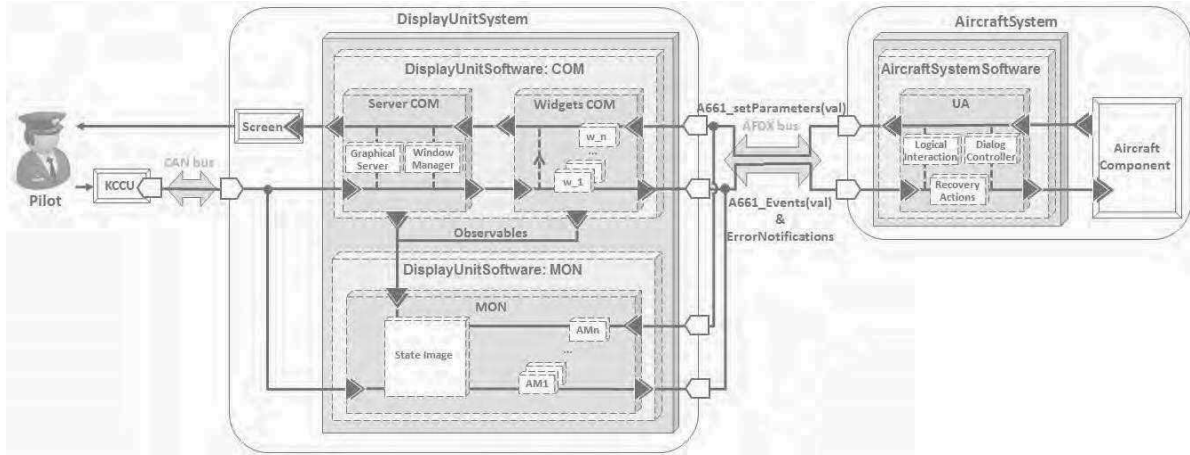 DisplayUnitSystem
AircraftSystem
DisplayUnitSoftware: COM
AircraftSystemSoftware
Server COM
Widgets COM
UA
A661_setParameters(val)
AFDX bus
w_n
...
w_1
Screen
Graphical
Server
Window
Manager
Logical
Interaction
Dialog
Controller
Aircraft
Component
CAN bus
KCCU
Pilot
Recovery
Actions
A661_Events(val)
&
ErrorNotifications
Observables
DisplayUnitSoftware: MON
MON
State Image
AMn
...
AM1